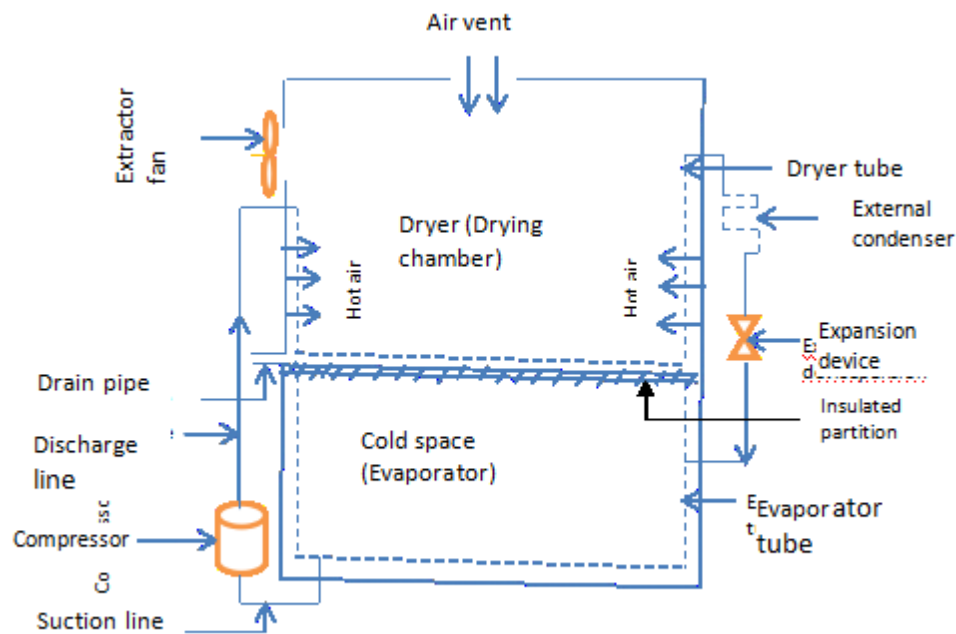 Air vent
Extractor
fan
Dryer tube
Dryer (Drying
chamber)
External
condenser
Hot air
Hot air
Expansion
device
Drain pipe
Insulated
partition
Discharge
line
Cold space
(Evaporator)
Evaporator
tube
Compressor
Co
Suction line